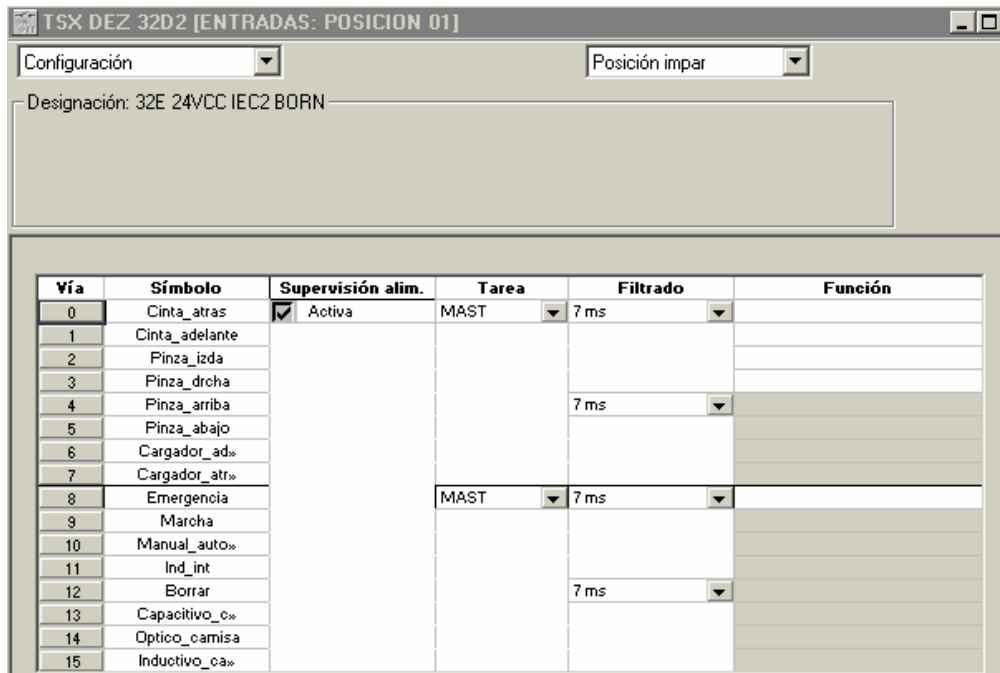 TSX DEZ 32D2 [ENTRADAS: POSICION 01]
Configuración Posición impar
Designación: 32E 24VCC IEC2 BORN
Vía Símbolo Supervisión alim. Tarea Filtrado Función
0 Cinta_atras Activa MAST 7 ms
1 Cinta_adelante
2 Pinza_izda
3 Pinza_drcha
4 Pinza_arriba 7 ms
5 Pinza_abajo
6 Cargador_ad»
7 Cargador_atr»
8 Emergencia MAST 7 ms
9 Marcha
10 Manual_auto»
11 Ind_int
12 Borrar 7 ms
13 Capacitivo_c»
14 Optico_camisa
15 Inductivo_ca»